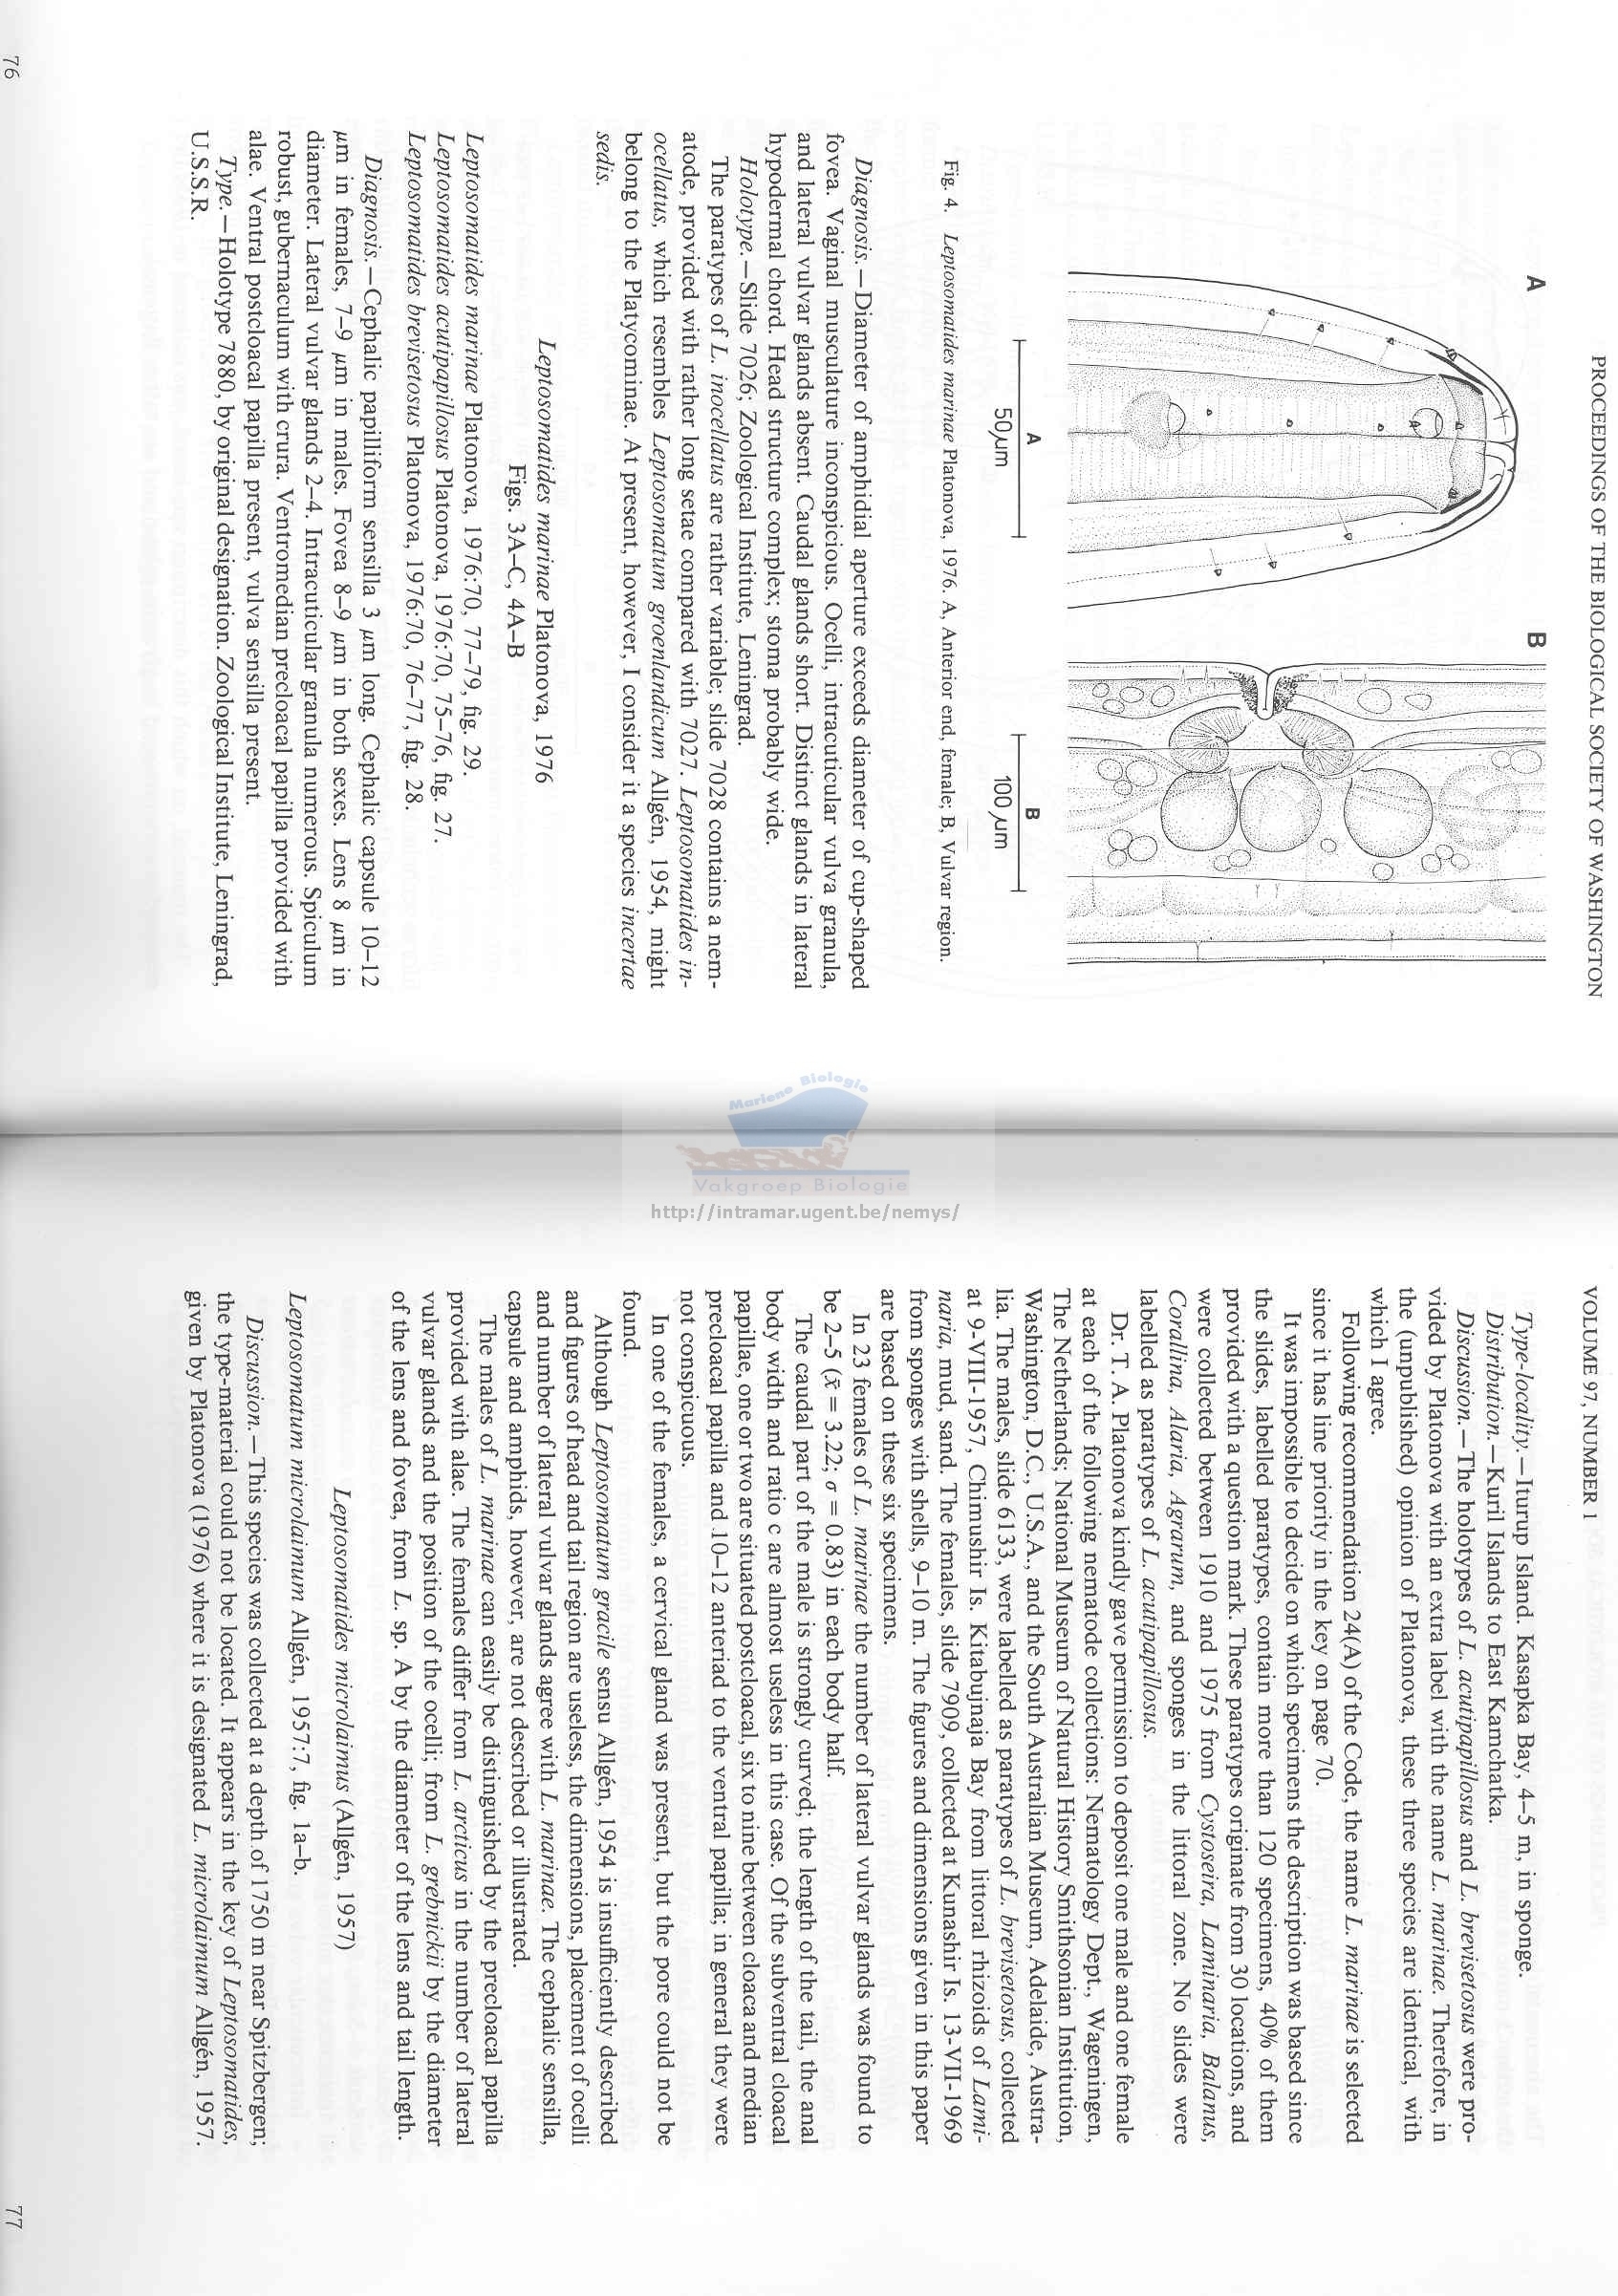 76
PROCEEDINGS OF THE BIOLOGICAL SOCIETY OF WASHINGTON
A
B
A
50µm
B
100 µm
Fig. 4. Leptosomatides marinae Platonova, 1976. A, Anterior end, female; B, Vulvar region.
Diagnosis.—Diameter of amphidial aperture exceeds diameter of cup-shaped
fovea. Vaginal musculature inconspicious. Ocelli, intracuticular vulva granula,
and lateral vulvar glands absent. Caudal glands short. Distinct glands in lateral
hypodermal chord. Head structure complex; stoma probably wide.
Holotype.—Slide 7026; Zoological Institute, Leningrad.
The paratypes of L. inocellatus are rather variable; slide 7028 contains a nem-
atode, provided with rather long setae compared with 7027. Leptosomatides in-
ocellatus, which resembles Leptosomatum groenlandicum Allgén, 1954, might
belong to the Platycominae. At present, however, I consider it a species incertae
sedis.
Leptosomatides marinae Platonova, 1976
Figs. 3A–C, 4A–B
Leptosomatides marinae Platonova, 1976:70, 77–79, fig. 29.
Leptosomatides acutipapillosus Platonova, 1976:70, 75–76, fig. 27.
Leptosomatides brevisetosus Platonova, 1976:70, 76–77, fig. 28.
Diagnosis.—Cephalic papilliform sensilla 3 µm long. Cephalic capsule 10–12
µm in females, 7–9 µm in males. Fovea 8–9 µm in both sexes. Lens 8 µm in
diameter. Lateral vulvar glands 2–4. Intracuticular granula numerous. Spiculum
robust, gubernaculum with crura. Ventromedian precloacal papilla provided with
alae. Ventral postcloacal papilla present, vulva sensilla present.
Type.—Holotype 7880, by original designation. Zoological Institute, Leningrad,
U.S.S.R.
Mariene Biologie
Vakgroep Biologie
http://intramar.ugent.be/nemys/
VOLUME 97, NUMBER 1
77
Type-locality.—Iturup Island. Kasapka Bay, 4–5 m, in sponge.
Distribution.—Kuril Islands to East Kamchatka.
Discussion.—The holotypes of L. acutipapillosus and L. brevisetosus were pro-
vided by Platonova with an extra label with the name L. marinae. Therefore, in
the (unpublished) opinion of Platonova, these three species are identical, with
which I agree.
Following recommendation 24(A) of the Code, the name L. marinae is selected
since it has line priority in the key on page 70.
It was impossible to decide on which specimens the description was based since
the slides, labelled paratypes, contain more than 120 specimens, 40% of them
provided with a question mark. These paratypes originate from 30 locations, and
were collected between 1910 and 1975 from Cystoseira, Laminaria, Balanus,
Corallina, Alaria, Agrarum, and sponges in the littoral zone. No slides were
labelled as paratypes of L. acutipapillosus.
Dr. T. A. Platonova kindly gave permission to deposit one male and one female
at each of the following nematode collections: Nematology Dept., Wageningen,
The Netherlands; National Museum of Natural History Smithsonian Institution,
Washington, D.C., U.S.A., and the South Australian Museum, Adelaide, Austra-
lia. The males, slide 6133, were labelled as paratypes of L. brevisetosus, collected
at 9-VIII-1957, Chimushir Is. Kitabujnaja Bay from littoral rhizoids of Lami-
naria, mud, sand. The females, slide 7909, collected at Kunashir Is. 13-VII-1969
from sponges with shells, 9–10 m. The figures and dimensions given in this paper
are based on these six specimens.
In 23 females of L. marinae the number of lateral vulvar glands was found to
be 2–5 (x̄ = 3.22; σ = 0.83) in each body half.
The caudal part of the male is strongly curved; the length of the tail, the anal
body width and ratio c are almost useless in this case. Of the subventral cloacal
papillae, one or two are situated postcloacal, six to nine between cloaca and median
precloacal papilla and 10–12 anteriad to the ventral papilla; in general they were
not conspicuous.
In one of the females, a cervical gland was present, but the pore could not be
found.
Although Leptosomatum gracile sensu Allgén, 1954 is insufficiently described
and figures of head and tail region are useless, the dimensions, placement of ocelli
and number of lateral vulvar glands agree with L. marinae. The cephalic sensilla,
capsule and amphids, however, are not described or illustrated.
The males of L. marinae can easily be distinguished by the precloacal papilla
provided with alae. The females differ from L. arcticus in the number of lateral
vulvar glands and the position of the ocelli; from L. grebnickii by the diameter
of the lens and fovea, from L. sp. A by the diameter of the lens and tail length.
Leptosomatides microlaimus (Allgén, 1957)
Leptosomatum microlaimum Allgén, 1957:7, fig. 1a–b.
Discussion.—This species was collected at a depth of 1750 m near Spitzbergen;
the type-material could not be located. It appears in the key of Leptosomatides,
given by Platonova (1976) where it is designated L. microlaimum Allgén, 1957.